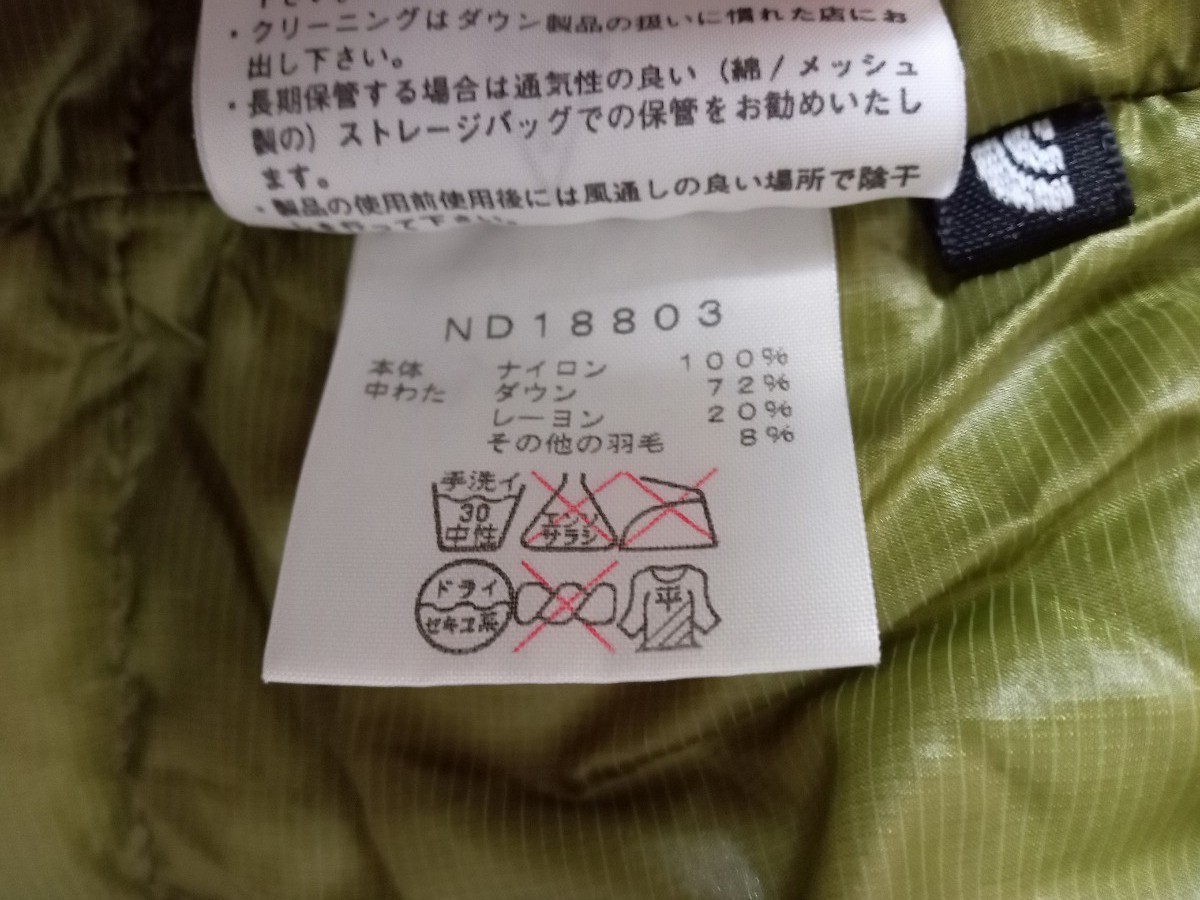 ・クリーニングはダウン製品の扱いに慣れた店にお
出し下さい。
・長期保管する場合は通気性の良い（綿/メッシュ
製の）ストレージバッグでの保管をお勧めいたし
ます。
・製品の使用前使用後には風通しの良い場所で陰干
ND18803
本体 ナイロン 100%
中わた ダウン 72%
レーヨン 20%
その他の羽毛 8%
手洗イ
30
中性
エンソ
サラシ
ドライ
セキユ系
平